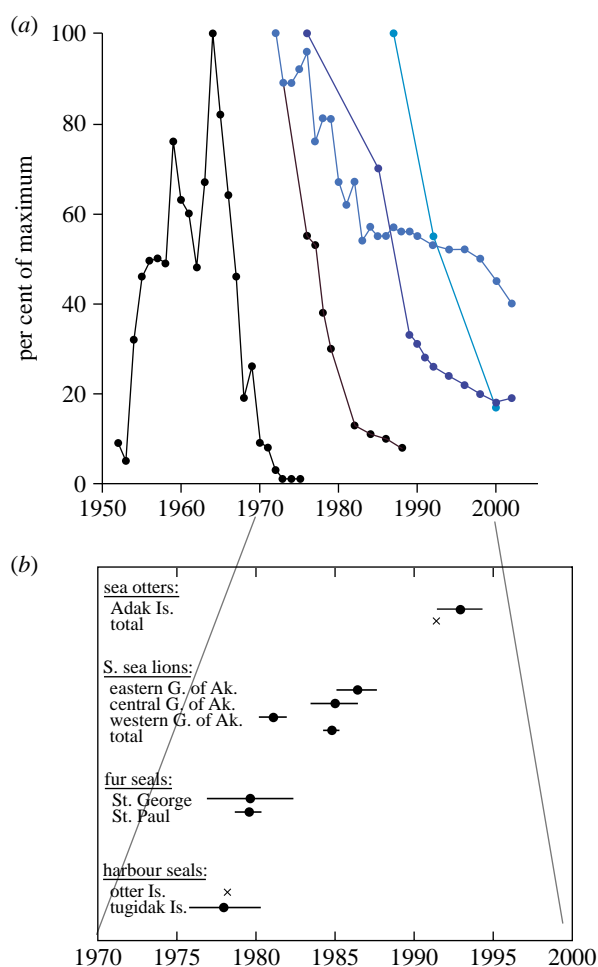 (a)
100
80
60
40
20
0
per cent of maximum
1950 1960 1970 1980 1990 2000
(b)
sea otters:
Adak Is.
total
S. sea lions:
eastern G. of Ak.
central G. of Ak.
western G. of Ak.
total
fur seals:
St. George
St. Paul
harbour seals:
otter Is.
tugidak Is.
1970 1975 1980 1985 1990 1995 2000